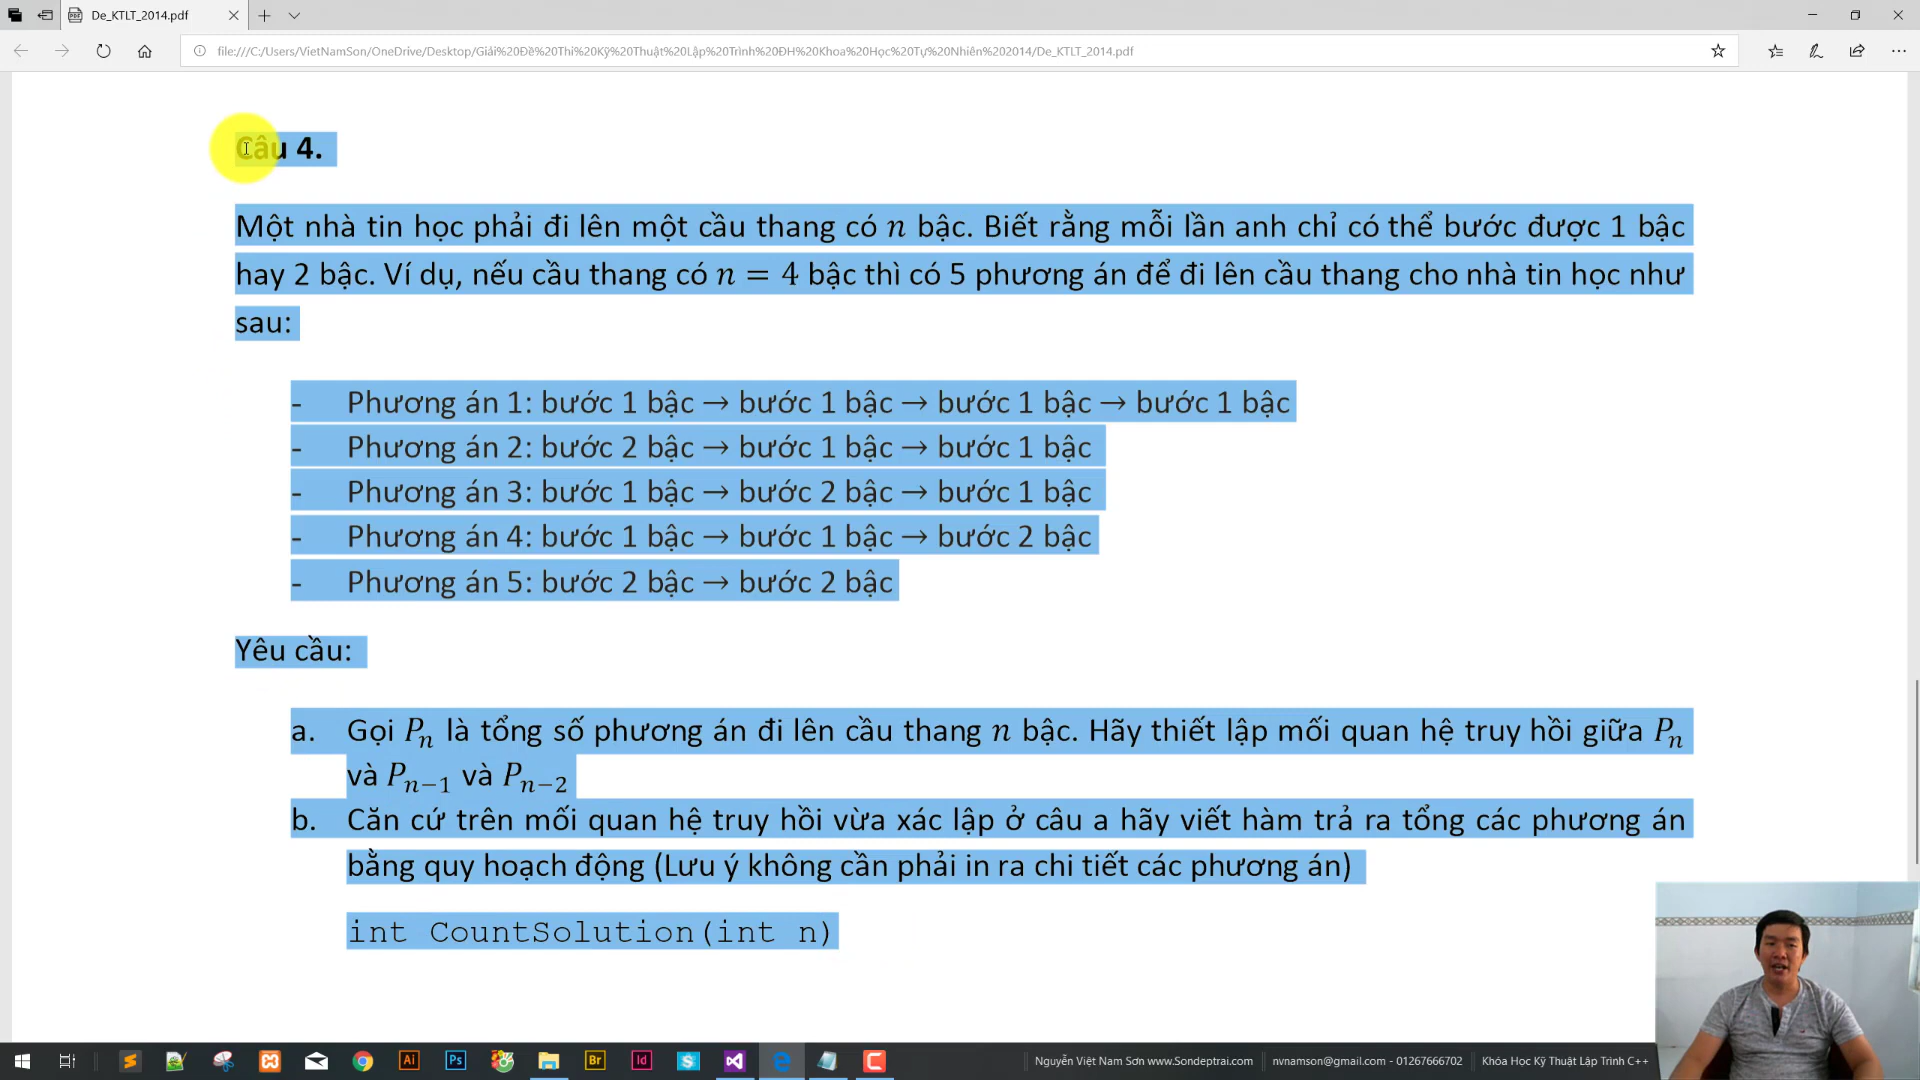 De_KTLT_2014.pdf
file:///C:/Users/VietNamSon/OneDrive/Desktop/Giải%20Đề%20Thi%20Kỹ%20Thuật%20Lập%20Trình%20ĐH%20Khoa%20Học%20Tự%20Nhiên%202014/De_KTLT_2014.pdf
Câu 4.
Một nhà tin học phải đi lên một cầu thang có n bậc. Biết rằng mỗi lần anh chỉ có thể bước được 1 bậc
hay 2 bậc. Ví dụ, nếu cầu thang có n = 4 bậc thì có 5 phương án để đi lên cầu thang cho nhà tin học như
sau:
- Phương án 1: bước 1 bậc → bước 1 bậc → bước 1 bậc → bước 1 bậc
- Phương án 2: bước 2 bậc → bước 1 bậc → bước 1 bậc
- Phương án 3: bước 1 bậc → bước 2 bậc → bước 1 bậc
- Phương án 4: bước 1 bậc → bước 1 bậc → bước 2 bậc
- Phương án 5: bước 2 bậc → bước 2 bậc
Yêu cầu:
a. Gọi Pₙ là tổng số phương án đi lên cầu thang n bậc. Hãy thiết lập mối quan hệ truy hồi giữa Pₙ
và Pₙ₋₁ và Pₙ₋₂
b. Căn cứ trên mối quan hệ truy hồi vừa xác lập ở câu a hãy viết hàm trả ra tổng các phương án
bằng quy hoạch động (Lưu ý không cần phải in ra chi tiết các phương án)
int CountSolution(int n)
Ai Ps Br Id S
Nguyễn Việt Nam Sơn www.Sondeptrai.com nvnamson@gmail.com - 01267666702 Khóa Học Kỹ Thuật Lập Trình C++